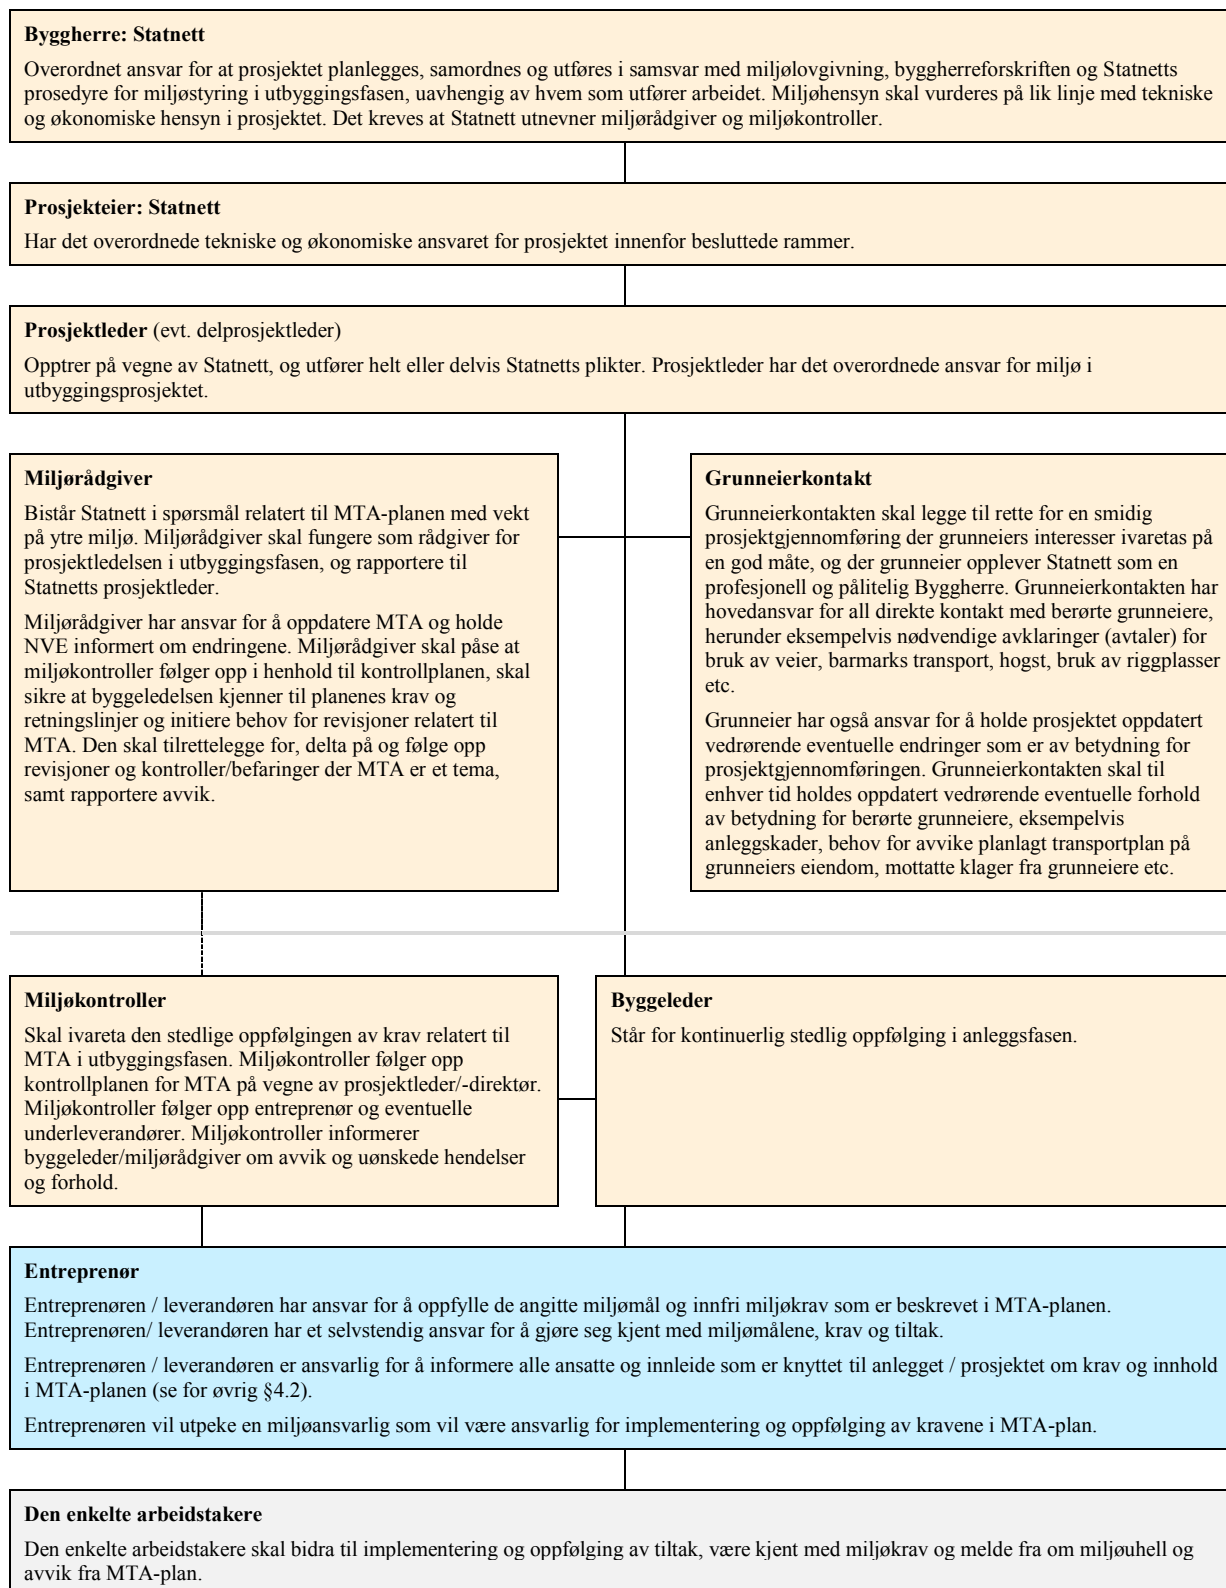 Byggherre: Statnett
Overordnet ansvar for at prosjektet planlegges, samordnes og utføres i samsvar med miljølovgivning, byggherreforskriften og Statnetts
prosedyre for miljøstyring i utbyggingsfasen, uavhengig av hvem som utfører arbeidet. Miljøhensyn skal vurderes på lik linje med tekniske
og økonomiske hensyn i prosjektet. Det kreves at Statnett utnevner miljørådgiver og miljøkontroller.
Prosjekteier: Statnett
Har det overordnede tekniske og økonomiske ansvaret for prosjektet innenfor besluttede rammer.
Prosjektleder (evt. delprosjektleder)
Opptrer på vegne av Statnett, og utfører helt eller delvis Statnetts plikter. Prosjektleder har det overordnede ansvar for miljø i
utbyggingsprosjektet.
Miljørådgiver
Bistår Statnett i spørsmål relatert til MTA-planen med vekt
på ytre miljø. Miljørådgiver skal fungere som rådgiver for
prosjektledelsen i utbyggingsfasen, og rapportere til
Statnetts prosjektleder.
Miljørådgiver har ansvar for å oppdatere MTA og holde
NVE informert om endringene. Miljørådgiver skal påse at
miljøkontroller følger opp i henhold til kontrollplanen, skal
sikre at byggeledelsen kjenner til planenes krav og
retningslinjer og initiere behov for revisjoner relatert til
MTA. Den skal tilrettelegge for, delta på og følge opp
revisjoner og kontroller/befaringer der MTA er et tema,
samt rapportere avvik.
Grunneierkontakt
Grunneierkontakten skal legge til rette for en smidig
prosjektgjennomføring der grunneiers interesser ivaretas på
en god måte, og der grunneier opplever Statnett som en
profesjonell og pålitelig Byggherre. Grunneierkontakten har
hovedansvar for all direkte kontakt med berørte grunneiere,
herunder eksempelvis nødvendige avklaringer (avtaler) for
bruk av veier, barmarks transport, hogst, bruk av riggplasser
etc.
Grunneier har også ansvar for å holde prosjektet oppdatert
vedrørende eventuelle endringer som er av betydning for
prosjektgjennomføringen. Grunneierkontakten skal til
enhver tid holdes oppdatert vedrørende eventuelle forhold
av betydning for berørte grunneiere, eksempelvis
anleggskader, behov for avvike planlagt transportplan på
grunneiers eiendom, mottatte klager fra grunneiere etc.
Miljøkontroller
Skal ivareta den stedlige oppfølgingen av krav relatert til
MTA i utbyggingsfasen. Miljøkontroller følger opp
kontrollplanen for MTA på vegne av prosjektleder/-direktør.
Miljøkontroller følger opp entreprenør og eventuelle
underleverandører. Miljøkontroller informerer
byggeleder/miljørådgiver om avvik og uønskede hendelser
og forhold.
Byggeleder
Står for kontinuerlig stedlig oppfølging i anleggsfasen.
Entreprenør
Entreprenøren / leverandøren har ansvar for å oppfylle de angitte miljømål og innfri miljøkrav som er beskrevet i MTA-planen.
Entreprenøren/ leverandøren har et selvstendig ansvar for å gjøre seg kjent med miljømålene, krav og tiltak.
Entreprenøren / leverandøren er ansvarlig for å informere alle ansatte og innleide som er knyttet til anlegget / prosjektet om krav og innhold
i MTA-planen (se for øvrig §4.2).
Entreprenøren vil utpeke en miljøansvarlig som vil være ansvarlig for implementering og oppfølging av kravene i MTA-plan.
Den enkelte arbeidstakere
Den enkelte arbeidstakere skal bidra til implementering og oppfølging av tiltak, være kjent med miljøkrav og melde fra om miljøuhell og
avvik fra MTA-plan.